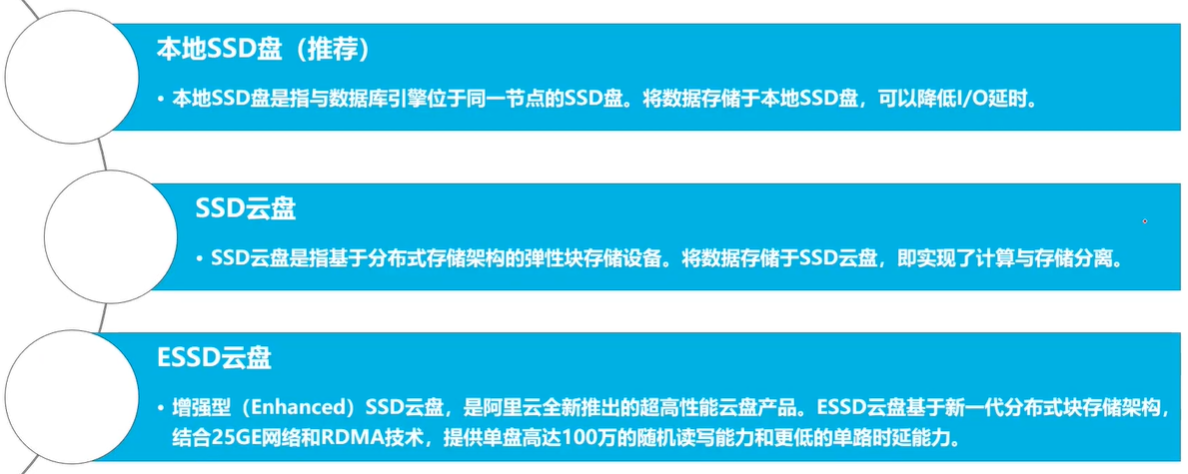 本地SSD盘（推荐）
• 本地SSD盘是指与数据库引擎位于同一节点的SSD盘。将数据存储于本地SSD盘，可以降低I/O延时。
SSD云盘
• SSD云盘是指基于分布式存储架构的弹性块存储设备。将数据存储于SSD云盘，即实现了计算与存储分离。
ESSD云盘
• 增强型（Enhanced）SSD云盘，是阿里云全新推出的超高性能云盘产品。ESSD云盘基于新一代分布式块存储架构，
结合25GE网络和RDMA技术，提供单盘高达100万的随机读写能力和更低的单路时延能力。